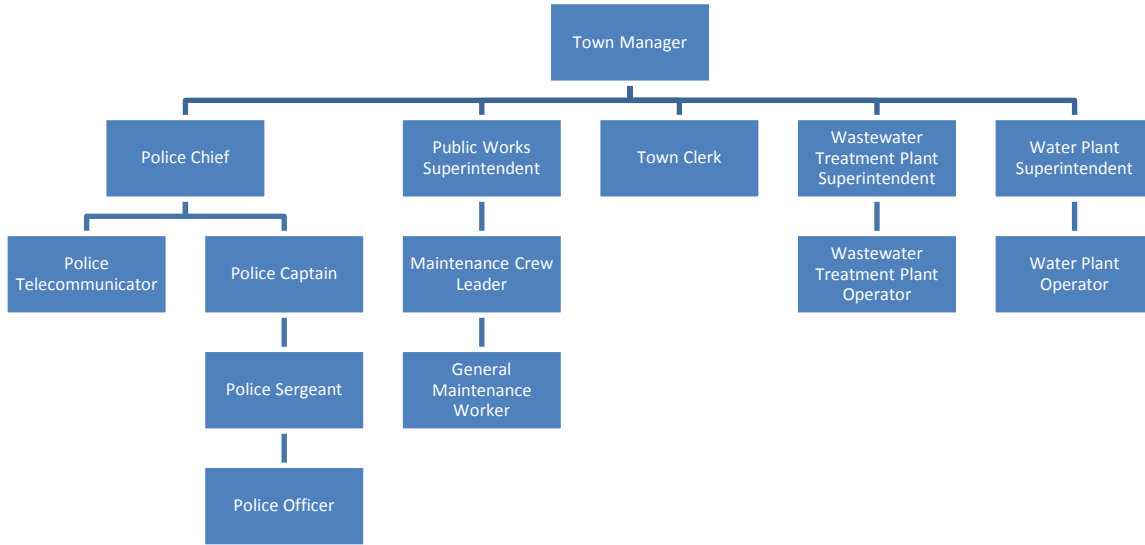 Town Manager
Police Chief
Public Works
Superintendent
Town Clerk
Wastewater
Treatment Plant
Superintendent
Water Plant
Superintendent
Police
Telecommunicator
Police Captain
Maintenance Crew
Leader
Wastewater
Treatment Plant
Operator
Water Plant
Operator
Police Sergeant
General
Maintenance
Worker
Police Officer